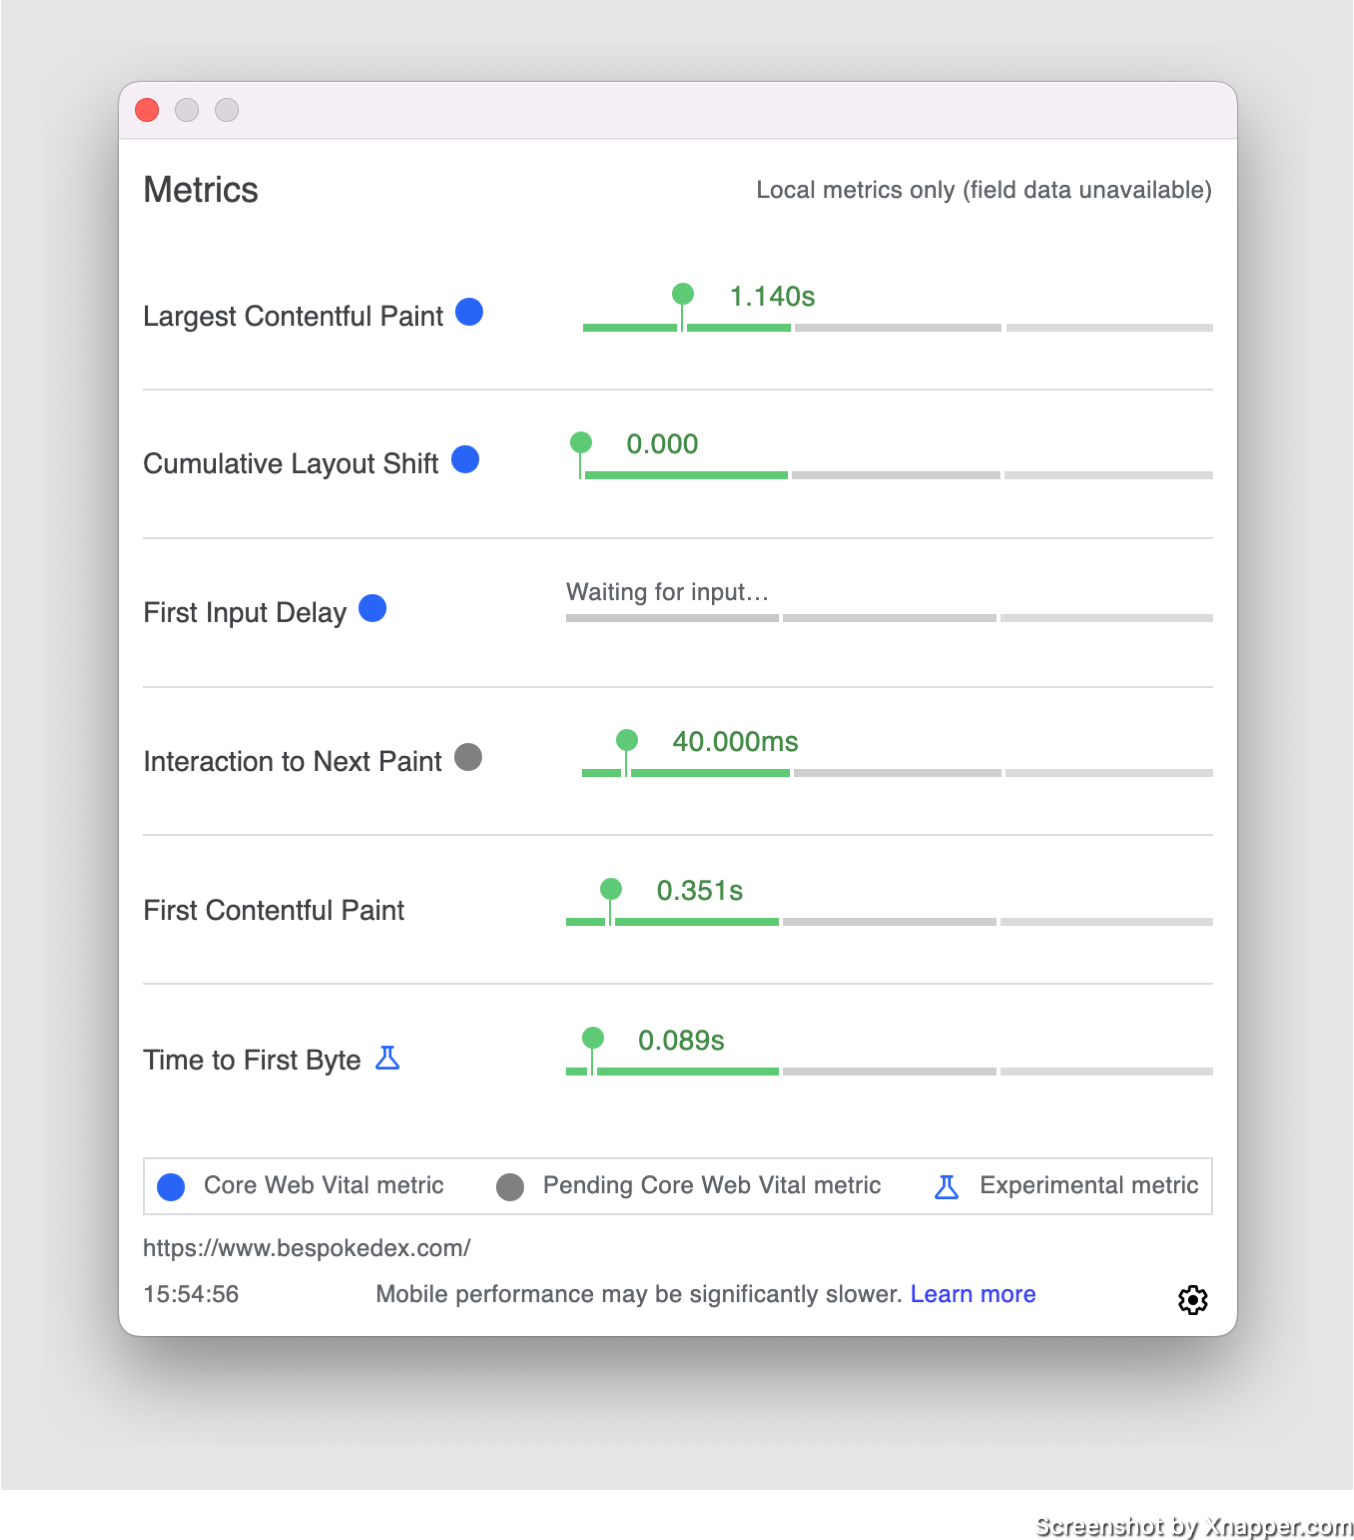 Metrics
Local metrics only (field data unavailable)
Largest Contentful Paint
1.140s
Cumulative Layout Shift
0.000
First Input Delay
Waiting for input...
Interaction to Next Paint
40.000ms
First Contentful Paint
0.351s
Time to First Byte
0.089s
Core Web Vital metric
Pending Core Web Vital metric
Experimental metric
https://www.bespokedex.com/
15:54:56
Mobile performance may be significantly slower. Learn more
Screenshot by Xnapper.com